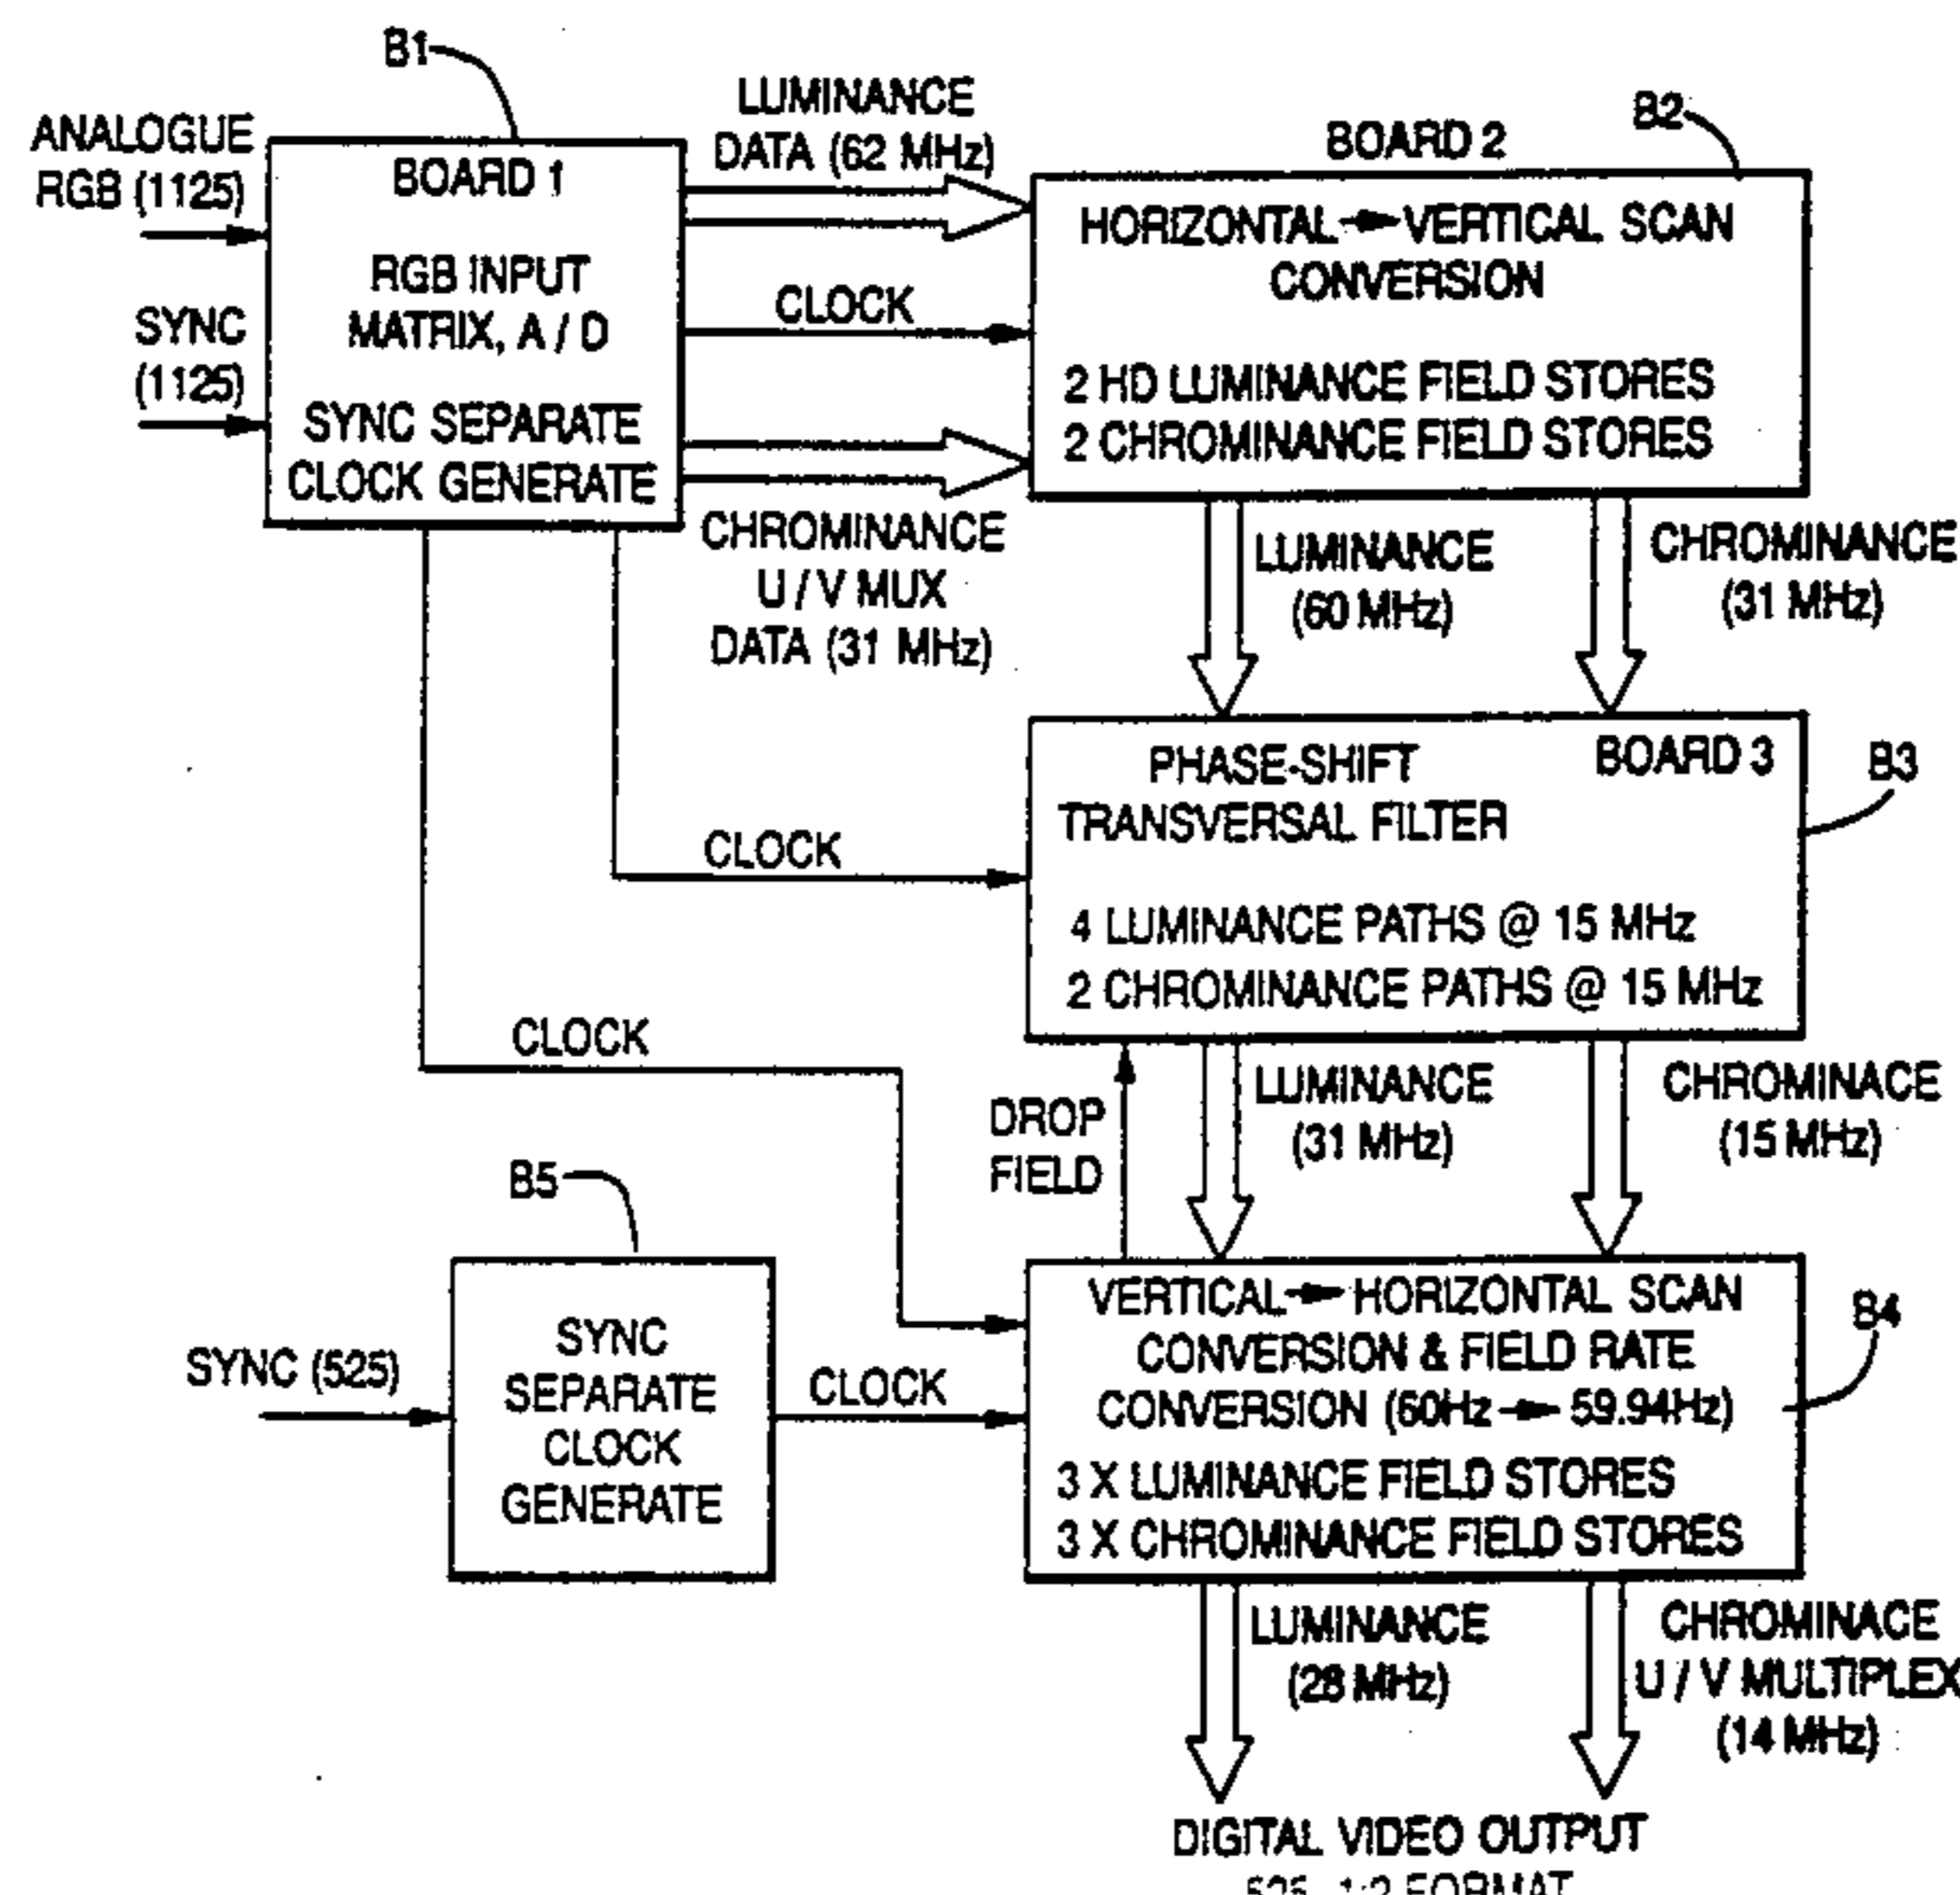 B1
ANALOGUE
RGB (1125)
SYNC
(1125)
BOARD 1
RGB INPUT
MATRIX, A / D
SYNC SEPARATE
CLOCK GENERATE
LUMINANCE
DATA (62 MHz)
CLOCK
CHROMINANCE
U / V MUX
DATA (31 MHz)
BOARD 2
B2
HORIZONTAL → VERTICAL SCAN
CONVERSION
2 HD LUMINANCE FIELD STORES
2 CHROMINANCE FIELD STORES
LUMINANCE
(60 MHz)
CHROMINANCE
(31 MHz)
PHASE-SHIFT
TRANSVERSAL FILTER
BOARD 3
B3
4 LUMINANCE PATHS @ 15 MHz
2 CHROMINANCE PATHS @ 15 MHz
CLOCK
CLOCK
DROP
FIELD
LUMINANCE
(31 MHz)
CHROMINACE
(15 MHz)
B5
SYNC (525)
SYNC
SEPARATE
CLOCK
GENERATE
CLOCK
VERTICAL → HORIZONTAL SCAN
CONVERSION & FIELD RATE
CONVERSION (60Hz → 59.94Hz)
3 X LUMINANCE FIELD STORES
3 X CHROMINANCE FIELD STORES
B4
LUMINANCE
(28 MHz)
CHROMINACE
U / V MULTIPLEX
(14 MHz)
DIGITAL VIDEO OUTPUT
525 1:2 FORMAT